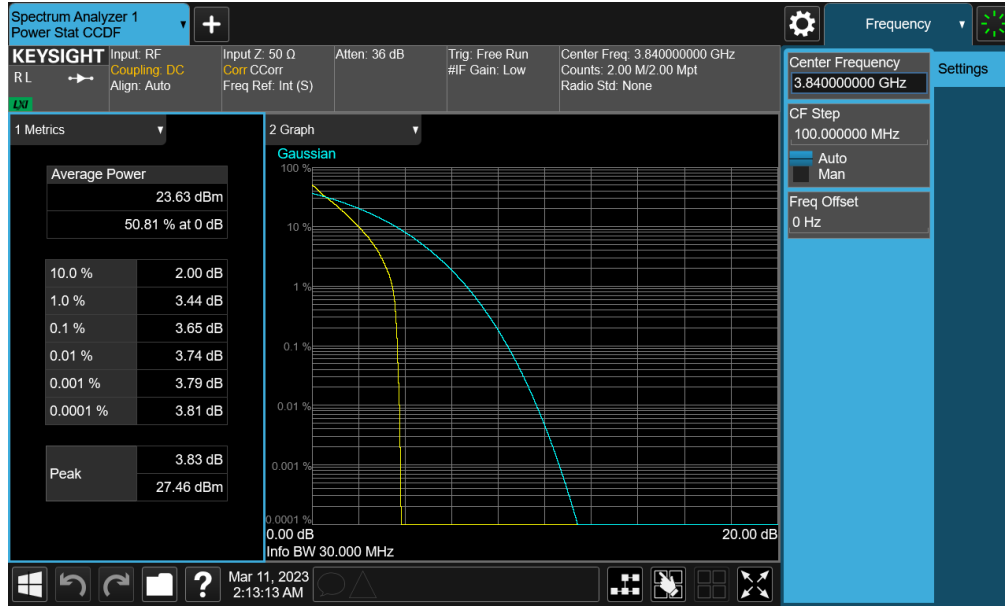 Spectrum Analyzer 1
Power Stat CCDF
+
Frequency
KEYSIGHT
RL
LXI
Input: RF
Coupling: DC
Align: Auto
Input Z: 50 Ω
Corr CCorr
Freq Ref: Int (S)
Atten: 36 dB
Trig: Free Run
#IF Gain: Low
Center Freq: 3.840000000 GHz
Counts: 2.00 M/2.00 Mpt
Radio Std: None
Center Frequency
3.840000000 GHz
Settings
CF Step
100.000000 MHz
Auto
Man
Freq Offset
0 Hz
1 Metrics
Average Power
23.63 dBm
50.81 % at 0 dB
10.0 % 2.00 dB
1.0 % 3.44 dB
0.1 % 3.65 dB
0.01 % 3.74 dB
0.001 % 3.79 dB
0.0001 % 3.81 dB
Peak
3.83 dB
27.46 dBm
2 Graph
Gaussian
100 %
10 %
1 %
0.1 %
0.01 %
0.001 %
0.0001 %
0.00 dB 20.00 dB
Info BW 30.000 MHz
?
Mar 11, 2023
2:13:13 AM